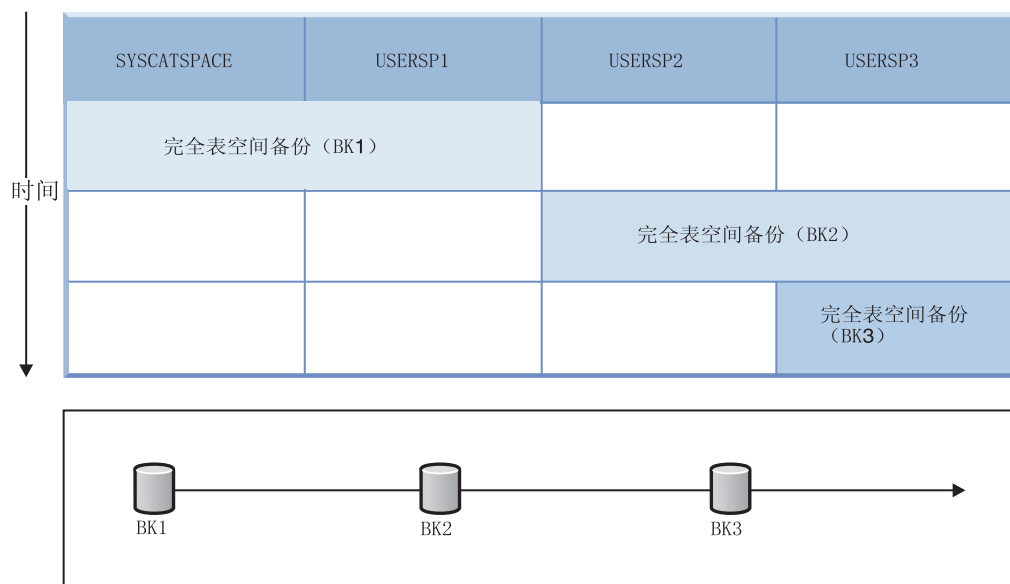 SYSCATSPACE USERSP1 USERSP2 USERSP3
完全表空间备份（BK1）
时间
完全表空间备份（BK2）
完全表空间备份
（BK3）
BK1 BK2 BK3